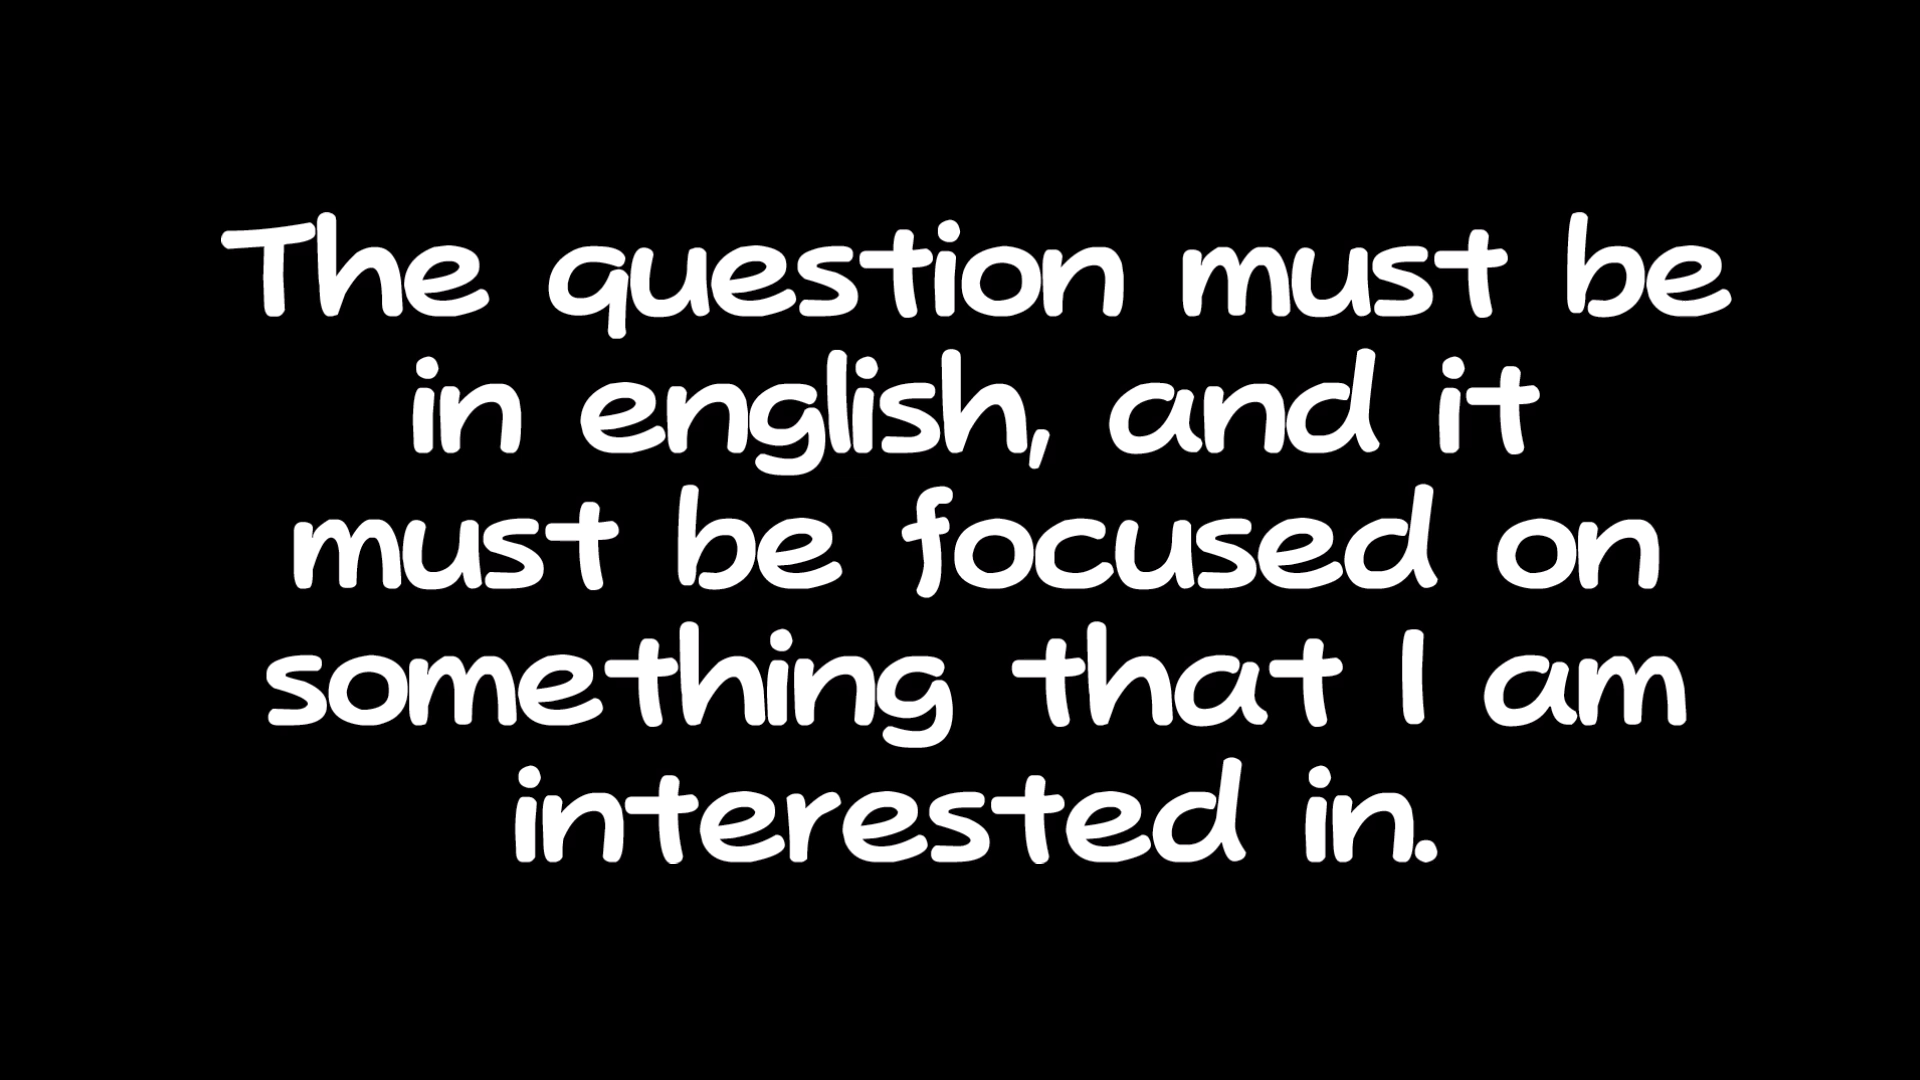 The question must be
in english, and it
must be focused on
something that I am
interested in.